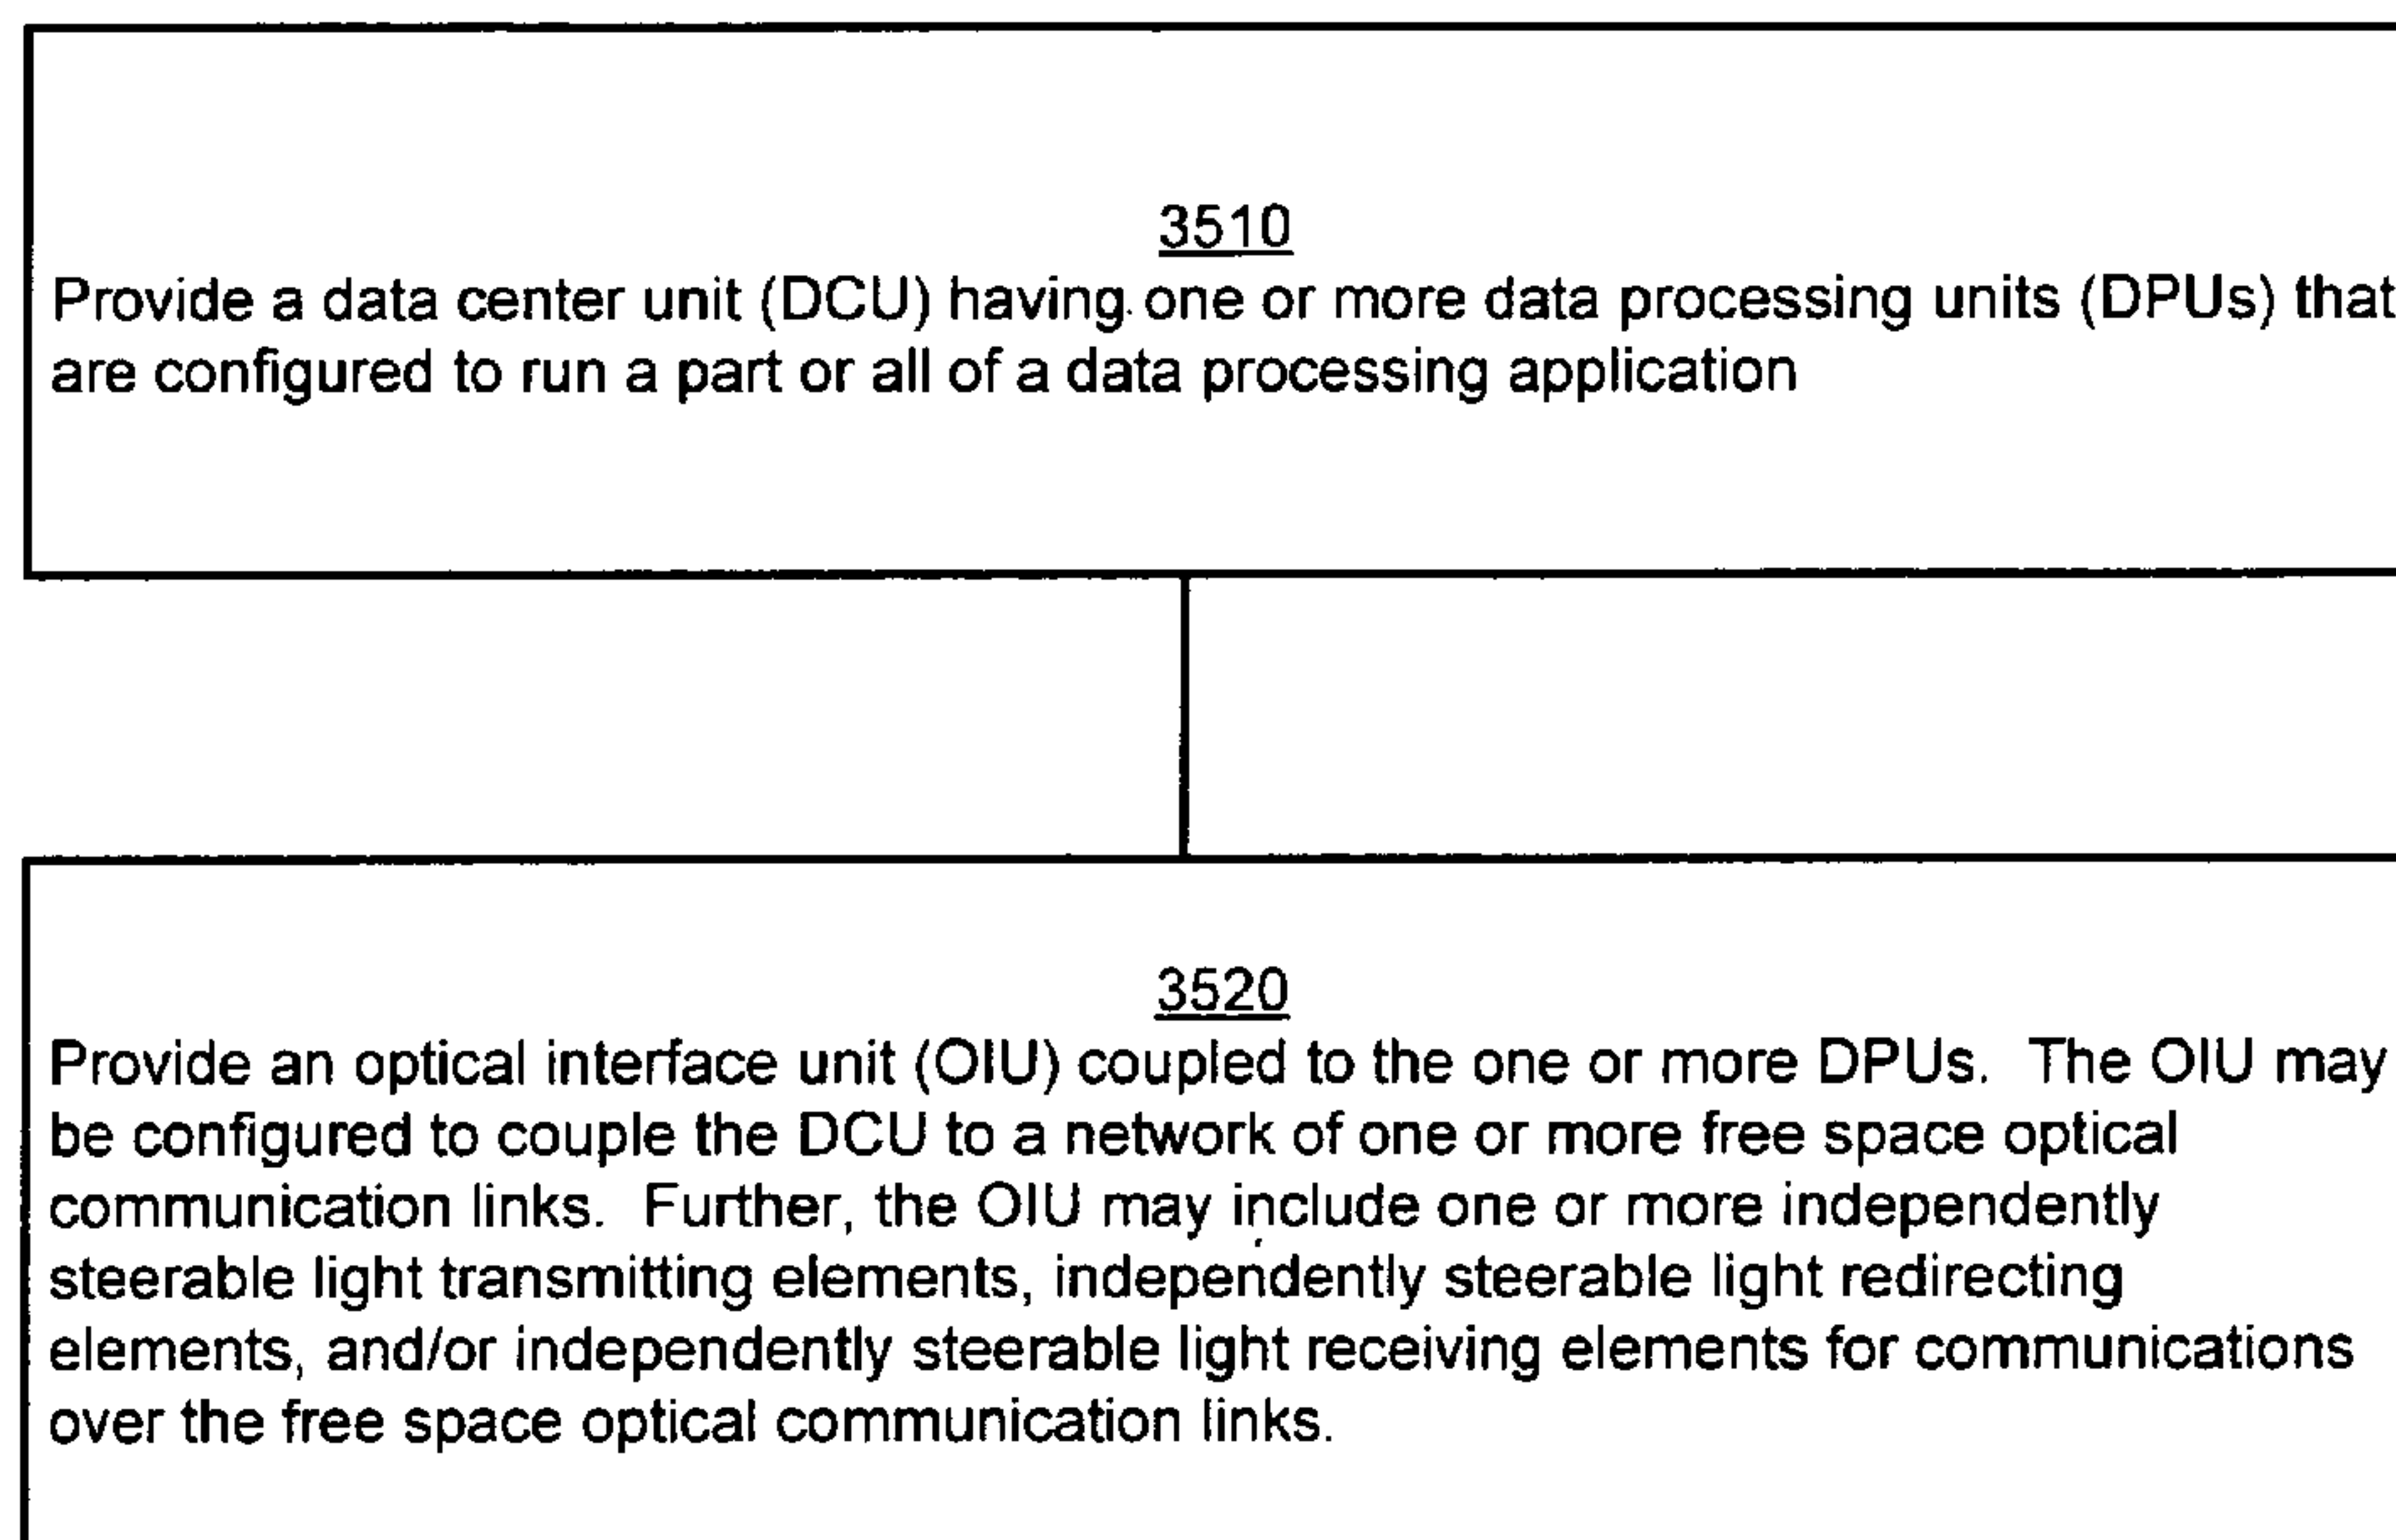 3510
Provide a data center unit (DCU) having one or more data processing units (DPUs) that
are configured to run a part or all of a data processing application
3520
Provide an optical interface unit (OIU) coupled to the one or more DPUs. The OIU may
be configured to couple the DCU to a network of one or more free space optical
communication links. Further, the OIU may include one or more independently
steerable light transmitting elements, independently steerable light redirecting
elements, and/or independently steerable light receiving elements for communications
over the free space optical communication links.